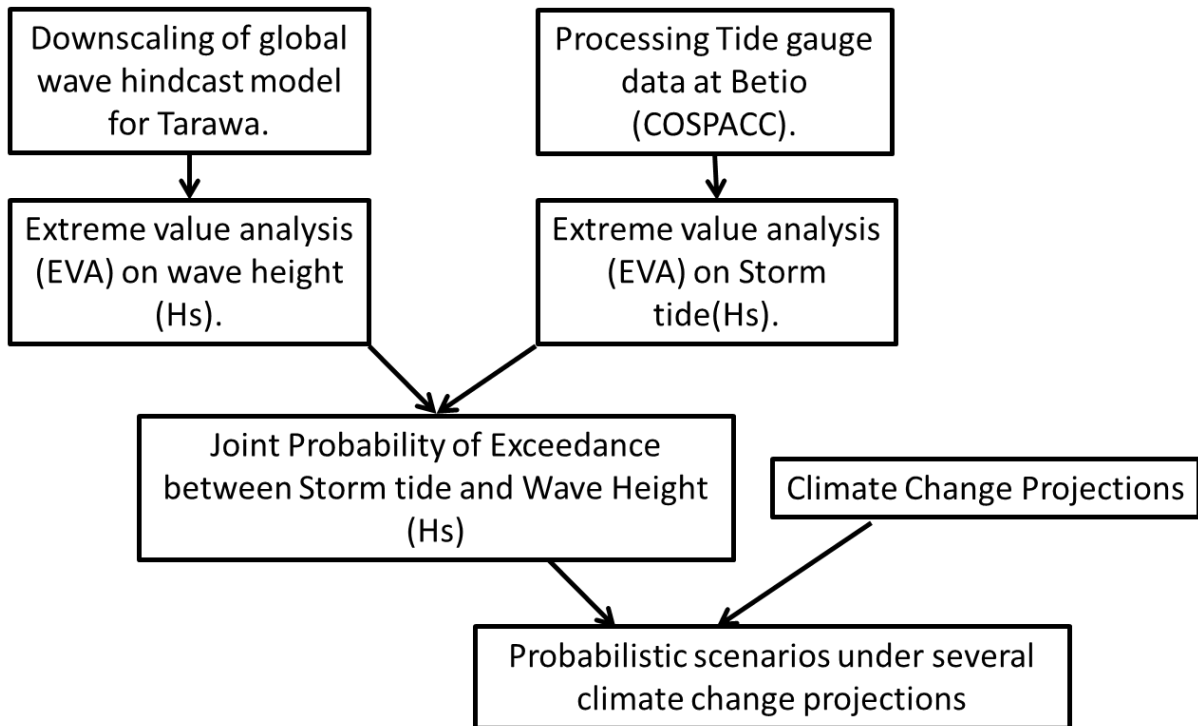 Downscaling of global
wave hindcast model
for Tarawa.
Processing Tide gauge
data at Betio
(COSPACC).
Extreme value analysis
(EVA) on wave height
(Hs).
Extreme value analysis
(EVA) on Storm
tide(Hs).
Joint Probability of Exceedance
between Storm tide and Wave Height
(Hs)
Climate Change Projections
Probabilistic scenarios under several
climate change projections